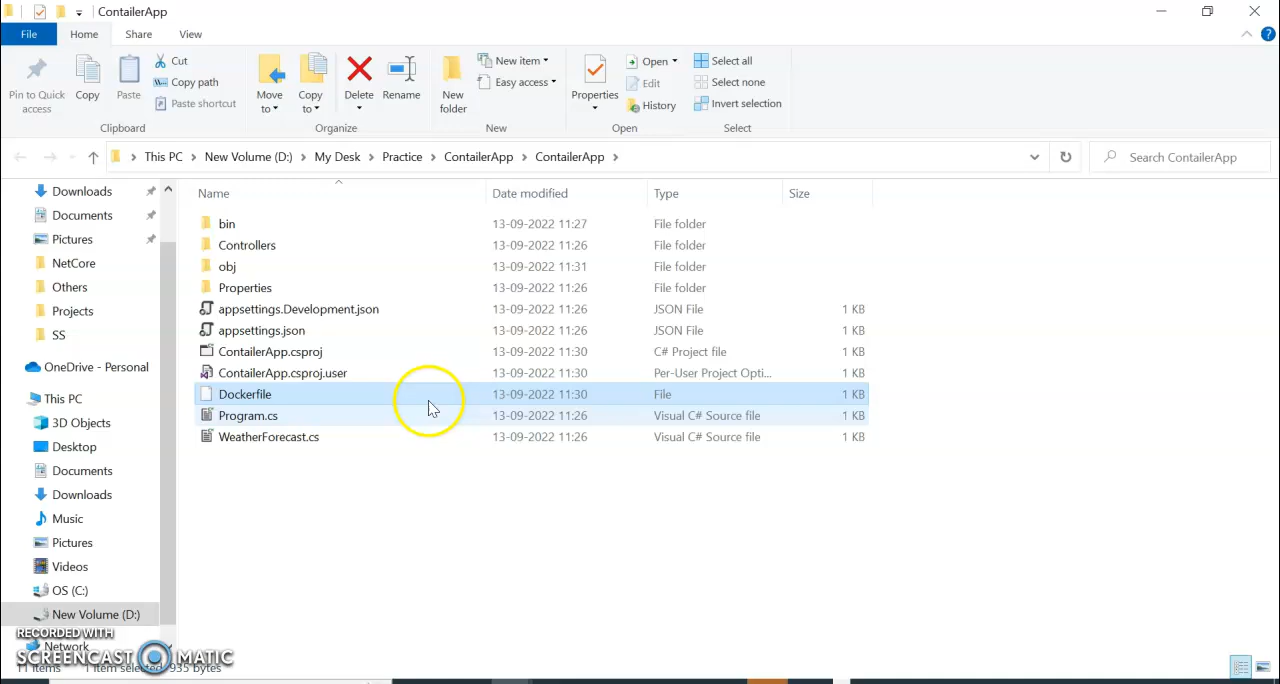 ContailerApp
File Home Share View
Pin to Quick access
Copy
Paste
Cut
Copy path
Paste shortcut
Clipboard
Move to
Copy to
Delete
Rename
Organize
New folder
New item
Easy access
New
Properties
Open
Edit
History
Open
Select all
Select none
Invert selection
Select
This PC > New Volume (D:) > My Desk > Practice > ContailerApp > ContailerApp >
Search ContailerApp
Downloads
Documents
Pictures
NetCore
Others
Projects
SS
OneDrive - Personal
This PC
3D Objects
Desktop
Documents
Downloads
Music
Pictures
Videos
OS (C:)
New Volume (D:)
Network
Name Date modified Type Size
bin 13-09-2022 11:27 File folder
Controllers 13-09-2022 11:26 File folder
obj 13-09-2022 11:31 File folder
Properties 13-09-2022 11:26 File folder
appsettings.Development.json 13-09-2022 11:26 JSON File 1 KB
appsettings.json 13-09-2022 11:26 JSON File 1 KB
ContailerApp.csproj 13-09-2022 11:30 C# Project file 1 KB
ContailerApp.csproj.user 13-09-2022 11:30 Per-User Project Opti... 1 KB
Dockerfile 13-09-2022 11:30 File 1 KB
Program.cs 13-09-2022 11:26 Visual C# Source file 1 KB
WeatherForecast.cs 13-09-2022 11:26 Visual C# Source file 1 KB
RECORDED WITH
SCREENCAST MATIC
11 items 1 item selected 935 bytes